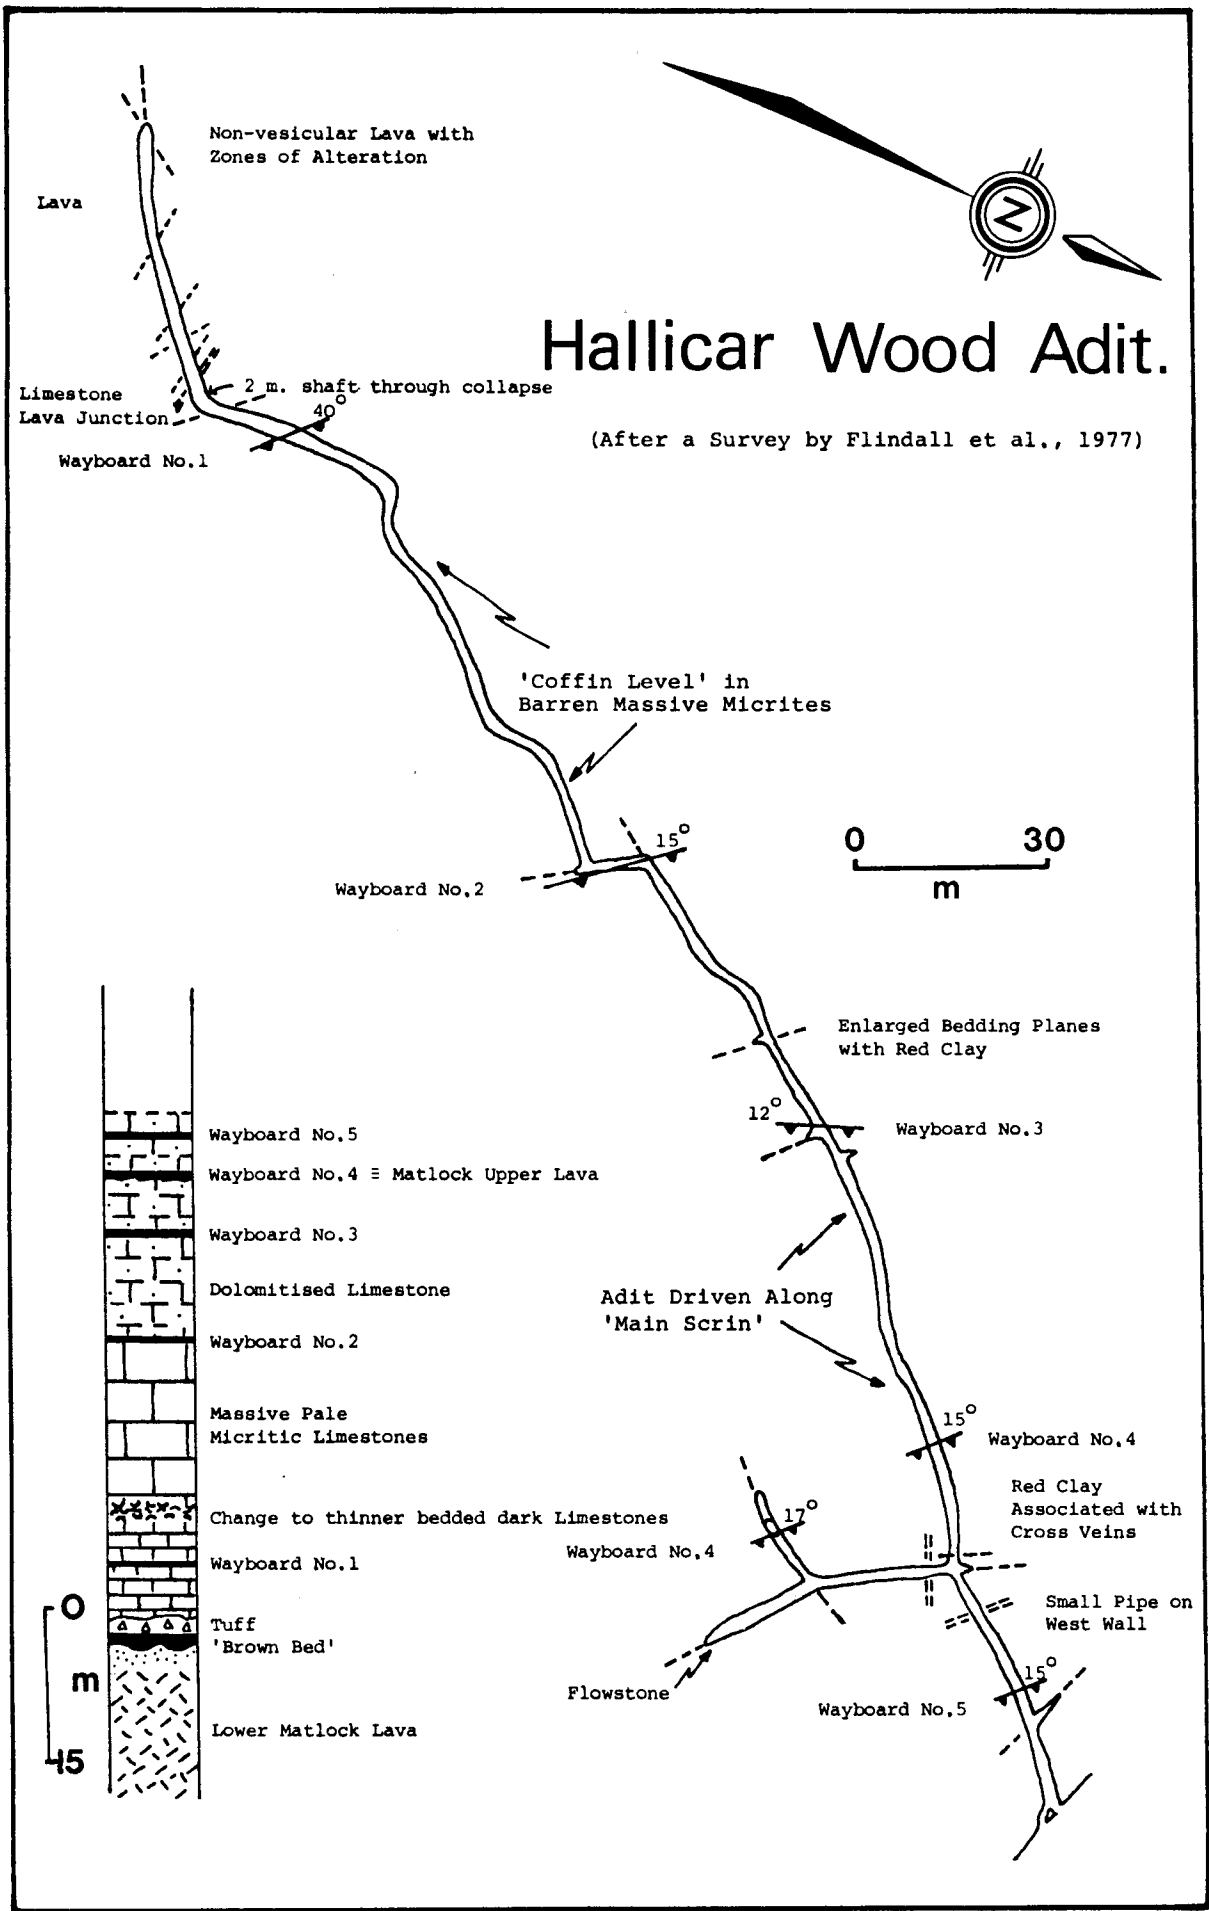 Non-vesicular Lava with
Zones of Alteration
Lava
N
Hallicar Wood Adit.
(After a Survey by Flindall et al., 1977)
2 m. shaft through collapse
Limestone
Lava Junction
40°
Wayboard No.1
'Coffin Level' in
Barren Massive Micrites
15°
Wayboard No.2
0 30
m
Enlarged Bedding Planes
with Red Clay
12°
Wayboard No.3
Adit Driven Along
'Main Scrin'
15°
Wayboard No.4
Red Clay
Associated with
Cross Veins
17°
Wayboard No.4
Small Pipe on
West Wall
Flowstone
15°
Wayboard No.5
Wayboard No.5
Wayboard No.4 ≡ Matlock Upper Lava
Wayboard No.3
Dolomitised Limestone
Wayboard No.2
Massive Pale
Micritic Limestones
Change to thinner bedded dark Limestones
Wayboard No.1
0
Tuff
'Brown Bed'
m
Lower Matlock Lava
15